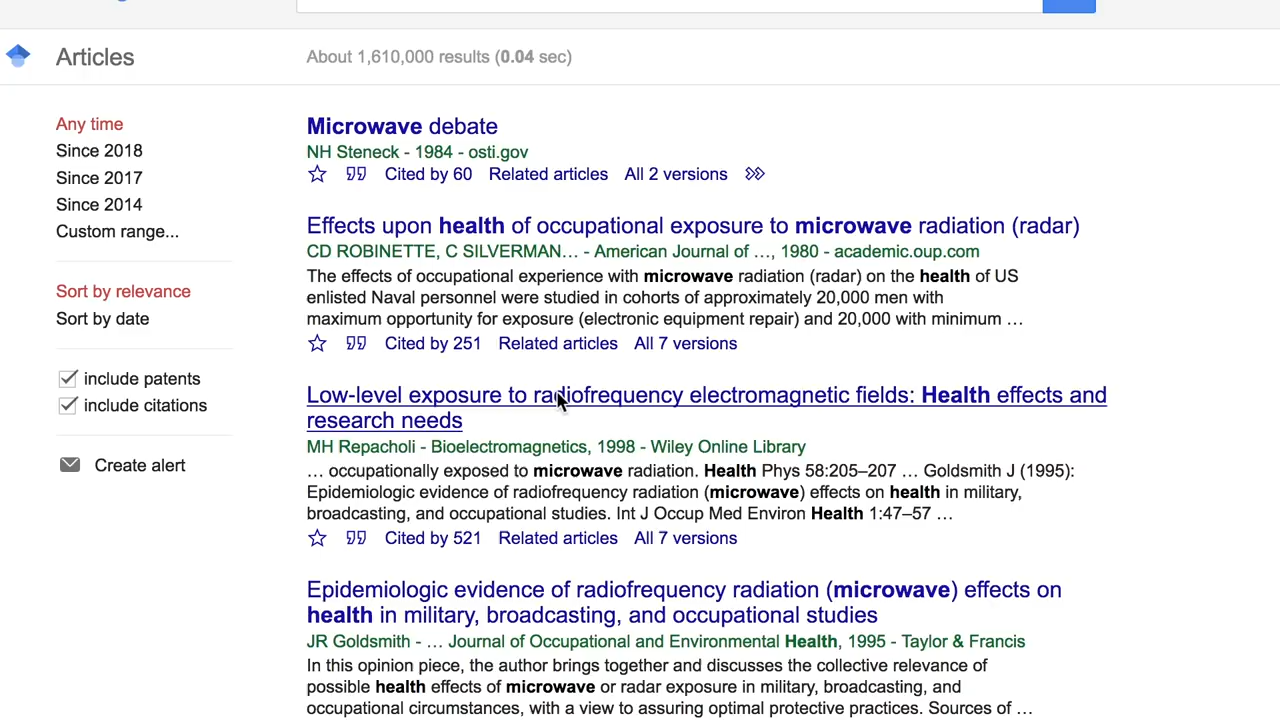 Articles
About 1,610,000 results (0.04 sec)
Any time
Since 2018
Since 2017
Since 2014
Custom range...
Sort by relevance
Sort by date
include patents
include citations
Create alert
Microwave debate
NH Steneck - 1984 - osti.gov
Cited by 60 Related articles All 2 versions
Effects upon health of occupational exposure to microwave radiation (radar)
CD ROBINETTE, C SILVERMAN… - American Journal of …, 1980 - academic.oup.com
The effects of occupational experience with microwave radiation (radar) on the health of US
enlisted Naval personnel were studied in cohorts of approximately 20,000 men with
maximum opportunity for exposure (electronic equipment repair) and 20,000 with minimum …
Cited by 251 Related articles All 7 versions
Low-level exposure to radiofrequency electromagnetic fields: Health effects and
research needs
MH Repacholi - Bioelectromagnetics, 1998 - Wiley Online Library
… occupationally exposed to microwave radiation. Health Phys 58:205–207 … Goldsmith J (1995):
Epidemiologic evidence of radiofrequency radiation (microwave) effects on health in military,
broadcasting, and occupational studies. Int J Occup Med Environ Health 1:47–57 …
Cited by 521 Related articles All 7 versions
Epidemiologic evidence of radiofrequency radiation (microwave) effects on
health in military, broadcasting, and occupational studies
JR Goldsmith - … Journal of Occupational and Environmental Health, 1995 - Taylor & Francis
In this opinion piece, the author brings together and discusses the collective relevance of
possible health effects of microwave or radar exposure in military, broadcasting, and
occupational circumstances, with a view to assuring optimal protective practices. Sources of …